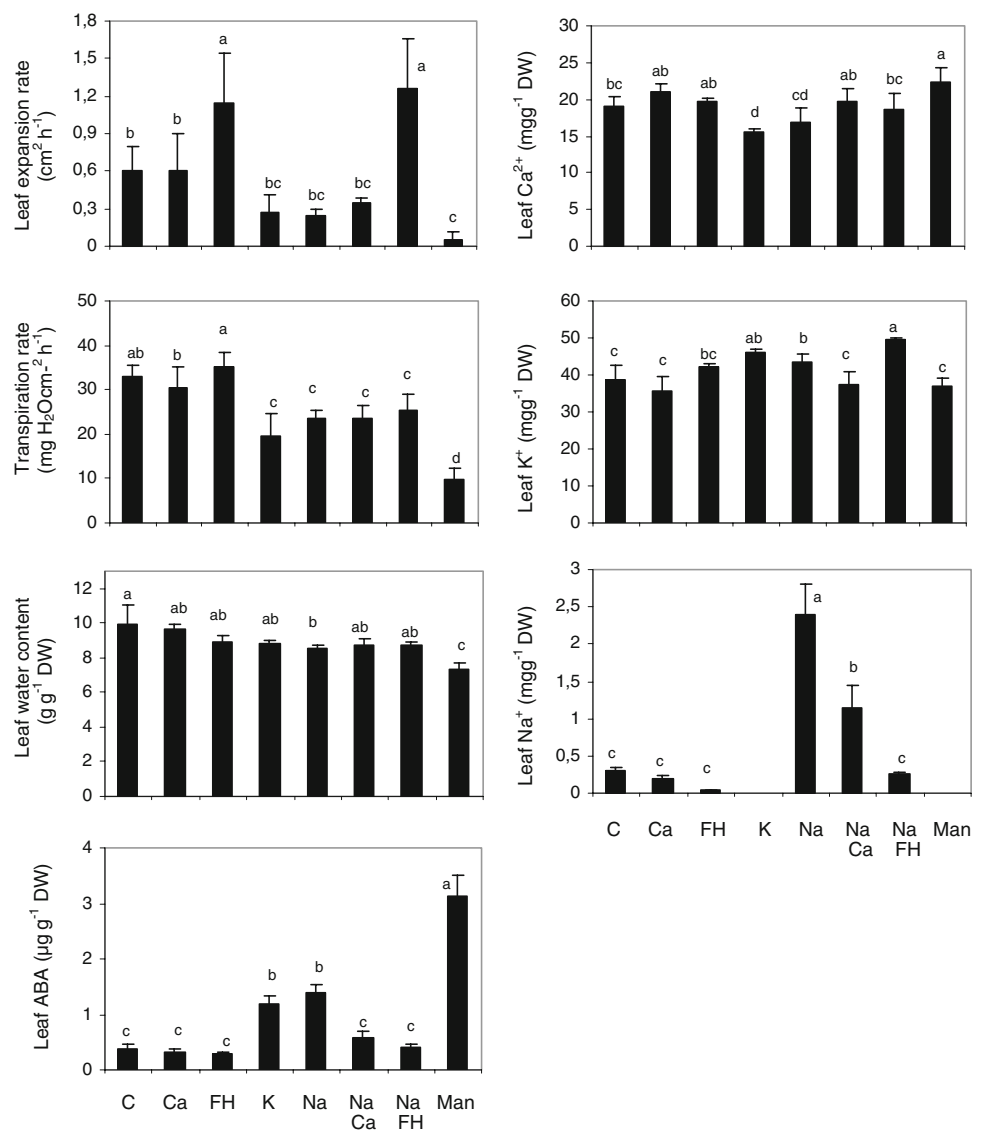 Leaf expansion rate
(cm² h⁻¹)
1,8
1,5
1,2
0,9
0,6
0,3
0
b b a bc bc bc a c
Transpiration rate
(mg H₂Ocm-² h⁻¹)
50
40
30
20
10
0
ab b a c c c c d
Leaf water content
(g g⁻¹ DW)
12
10
8
6
4
2
0
a ab ab ab b ab ab c
Leaf ABA (µg g⁻¹ DW)
4
3
2
1
0
c c c b b c c a
C Ca FH K Na Na Na Man
Ca FH
Leaf Ca²⁺ (mgg⁻¹ DW)
30
25
20
15
10
5
0
bc ab ab d cd ab bc a
Leaf K⁺ (mgg⁻¹ DW)
60
50
40
30
20
10
0
c c bc ab b c a c
Leaf Na⁺ (mgg⁻¹ DW)
3
2,5
2
1,5
1
0,5
0
c c c a b c
C Ca FH K Na Na Na Man
Ca FH